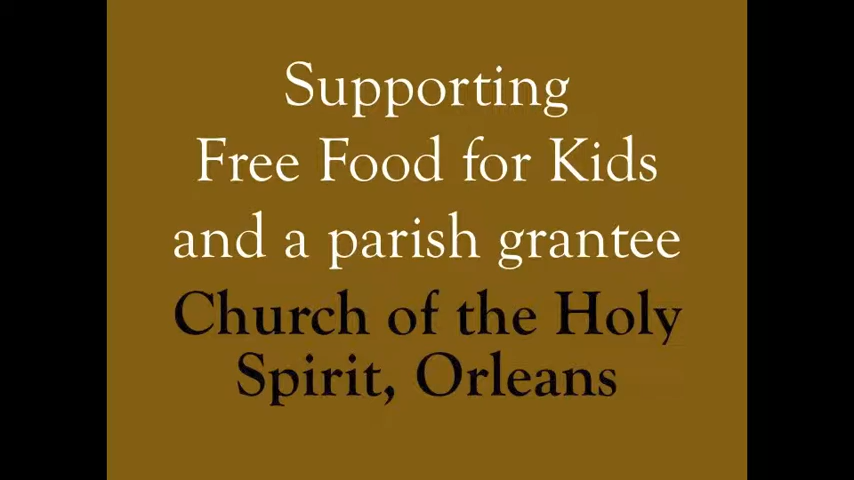 Supporting
Free Food for Kids
and a parish grantee
Church of the Holy
Spirit, Orleans